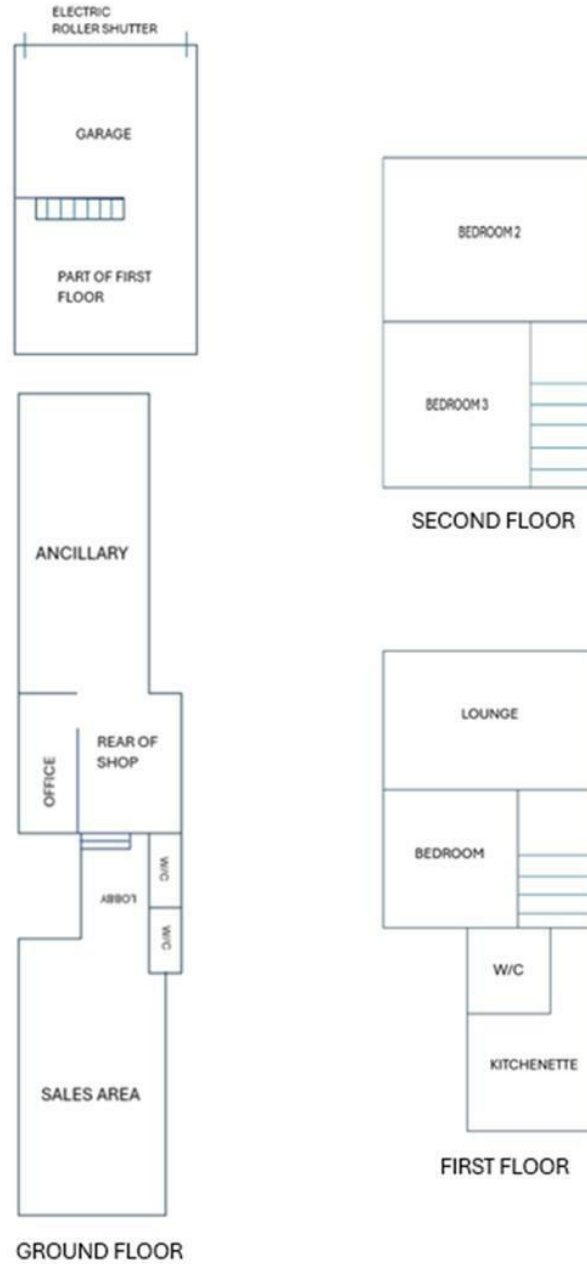 ELECTRIC
ROLLER SHUTTER
GARAGE
PART OF FIRST
FLOOR
ANCILLARY
REAR OF
SHOP
OFFICE
W/C
LOBBY
W/C
SALES AREA
GROUND FLOOR
BEDROOM 2
BEDROOM 3
SECOND FLOOR
LOUNGE
BEDROOM
W/C
KITCHENETTE
FIRST FLOOR